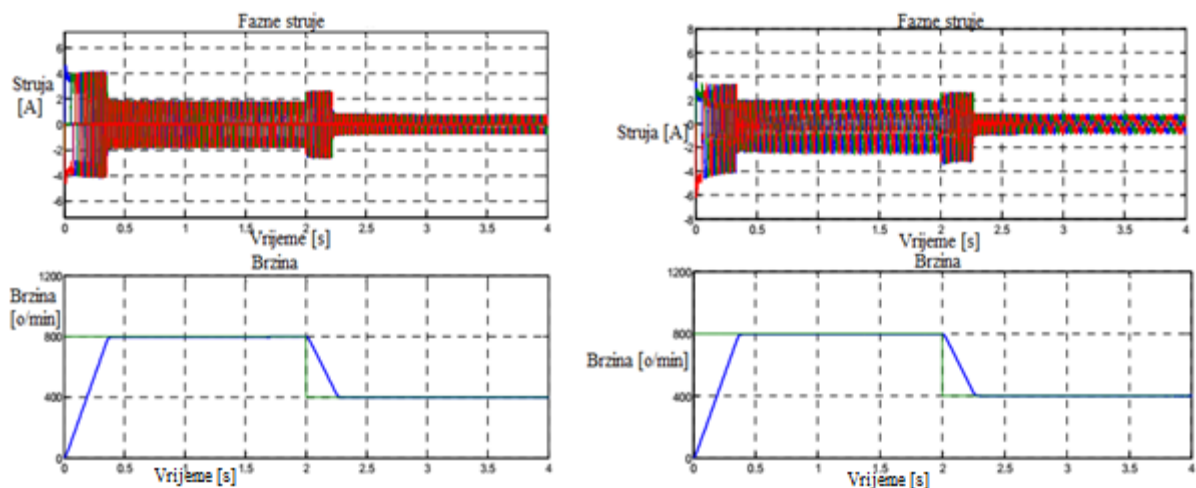 Fazne struje
6
4
Struja
[A]
2
0
-2
-4
-6
0 0.5 1 1.5 2 2.5 3 3.5 4
Vrijeme [s]
Brzina
1200
Brzina
[o/min]
800
400
0
0 0.5 1 1.5 2 2.5 3 3.5 4
Vrijeme [s]
Fazne struje
8
6
4
2
0
Struja [A]
-2
-4
-6
-8
0 0.5 1 1.5 2 2.5 3 3.5 4
Vrijeme [s]
Brzina
1200
800
Brzina [o/min]
400
0
0 0.5 1 1.5 2 2.5 3 3.5 4
Vrijeme [s]